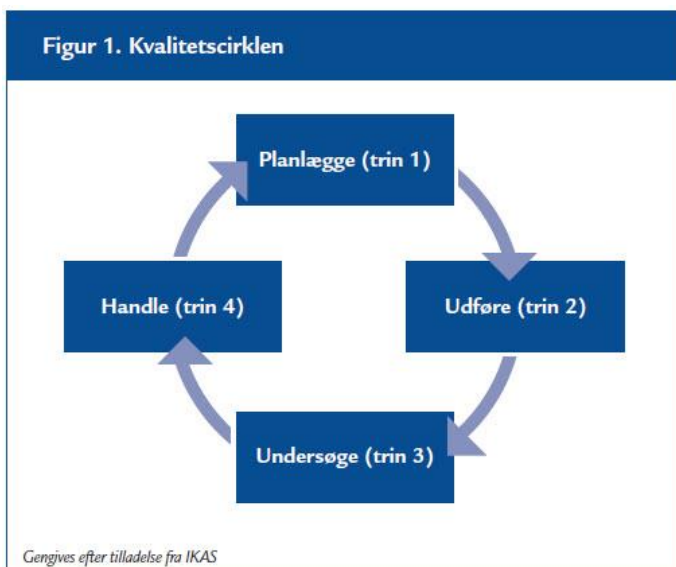 Figur 1. Kvalitetscirklen
Planlægge (trin 1)
Handle (trin 4)
Udføre (trin 2)
Undersøge (trin 3)
Gengives efter tilladelse fra IKAS